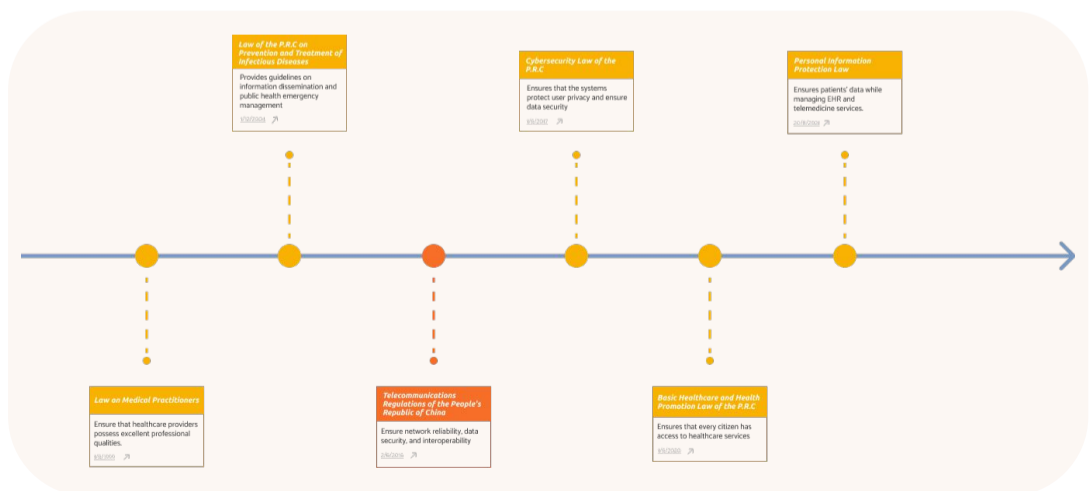 Law of the P.R.C on
Prevention and Treatment of
Infectious Diseases
Provides guidelines on
information dissemination and
public health emergency
management
Cybersecurity Law of the
P.R.C
Ensures that the systems
protect user privacy and ensure
data security
Personal Information
Protection Law
Ensures patients' data while
managing EHR and
telemedicine services.
Law on Medical Practitioners
Ensure that healthcare providers
possess excellent professional
qualities.
Telecommunications
Regulations of the People's
Republic of China
Ensure network reliability, data
security, and interoperability
Basic Healthcare and Health
Promotion Law of the P.R.C
Ensures that every citizen has
access to healthcare services